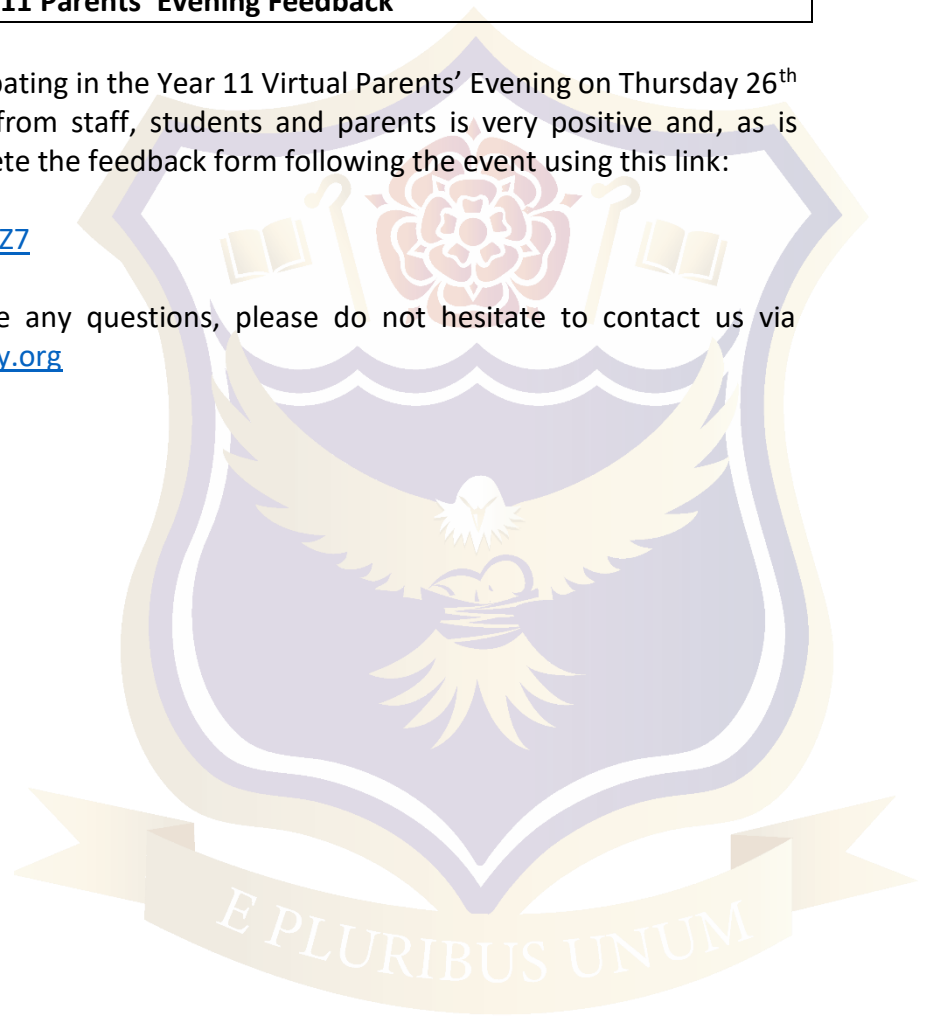 11 Parents' Evening Feedback
pating in the Year 11 Virtual Parents’ Evening on Thursday 26th
from staff, students and parents is very positive and, as is
ete the feedback form following the event using this link:
Z7
e any questions, please do not hesitate to contact us via
y.org
E PLURIBUS UNUM